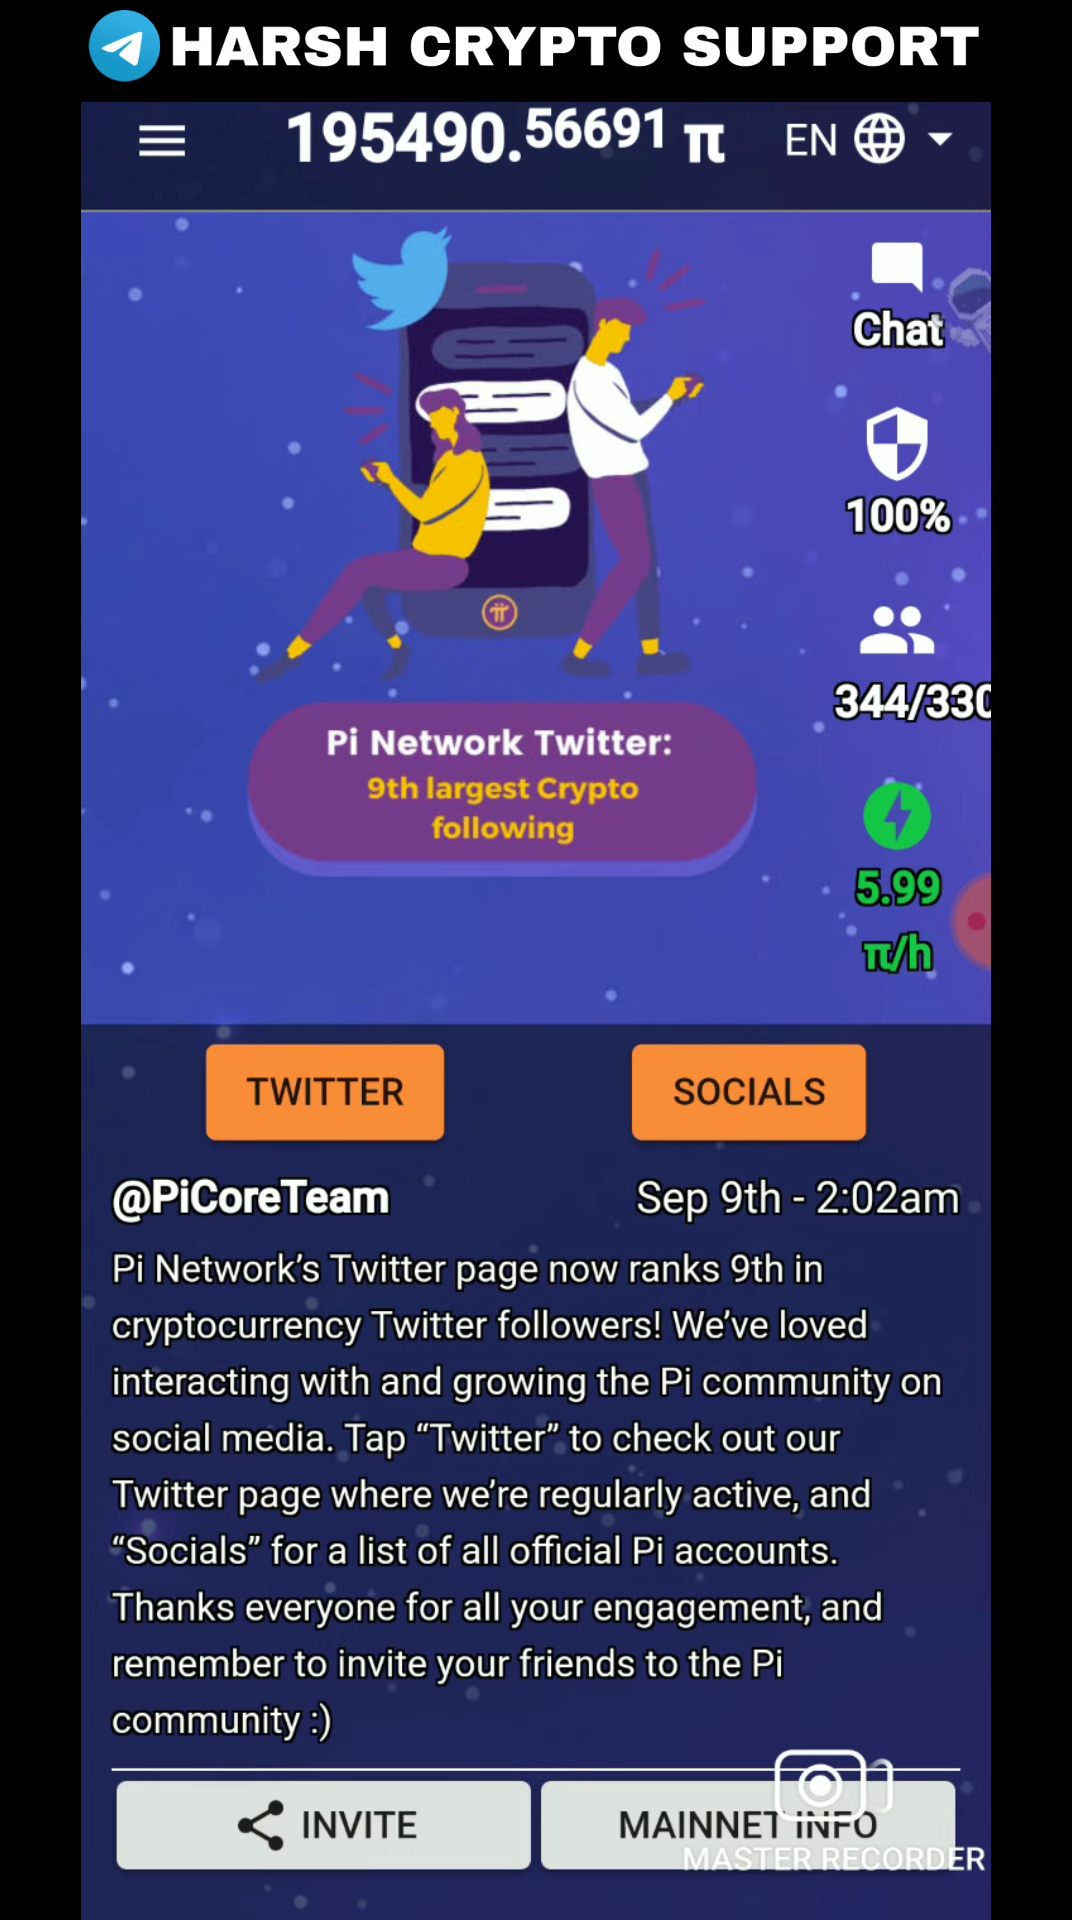 HARSH CRYPTO SUPPORT
195490.56691 π EN
Chat
100%
344/330
Pi Network Twitter:
9th largest Crypto
following
5.99
π/h
TWITTER SOCIALS
@PiCoreTeam Sep 9th - 2:02am
Pi Network’s Twitter page now ranks 9th in
cryptocurrency Twitter followers! We’ve loved
interacting with and growing the Pi community on
social media. Tap “Twitter” to check out our
Twitter page where we’re regularly active, and
“Socials” for a list of all official Pi accounts.
Thanks everyone for all your engagement, and
remember to invite your friends to the Pi
community :)
INVITE MAINNET INFO
MASTER RECORDER